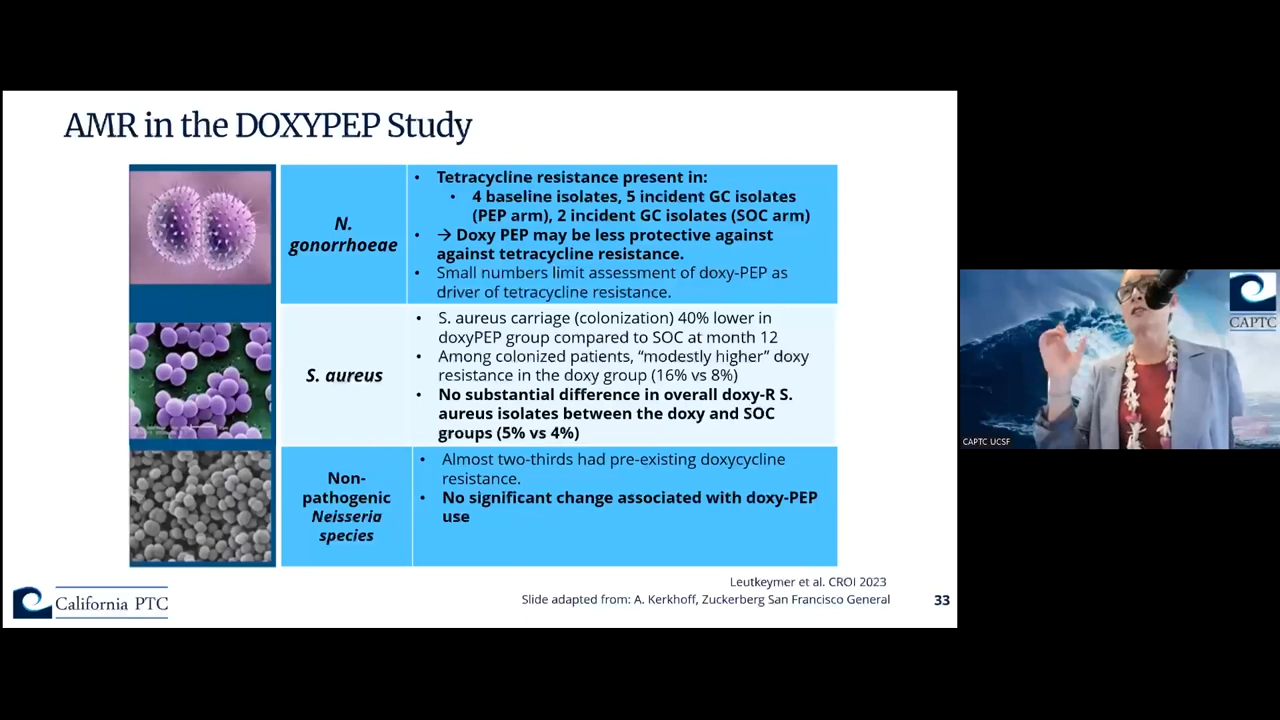 AMR in the DOXYPEP Study
N.
gonorrhoeae
• Tetracycline resistance present in:
• 4 baseline isolates, 5 incident GC isolates
(PEP arm), 2 incident GC isolates (SOC arm)
• → Doxy PEP may be less protective against
against tetracycline resistance.
• Small numbers limit assessment of doxy-PEP as
driver of tetracycline resistance.
S. aureus
• S. aureus carriage (colonization) 40% lower in
doxyPEP group compared to SOC at month 12
• Among colonized patients, “modestly higher” doxy
resistance in the doxy group (16% vs 8%)
• No substantial difference in overall doxy-R S.
aureus isolates between the doxy and SOC
groups (5% vs 4%)
Non-
pathogenic
Neisseria
species
• Almost two-thirds had pre-existing doxycycline
resistance.
• No significant change associated with doxy-PEP
use
Leutkeymer et al. CROI 2023
Slide adapted from: A. Kerkhoff, Zuckerberg San Francisco General
33
California PTC
CAPTC
CAPTC UCSF